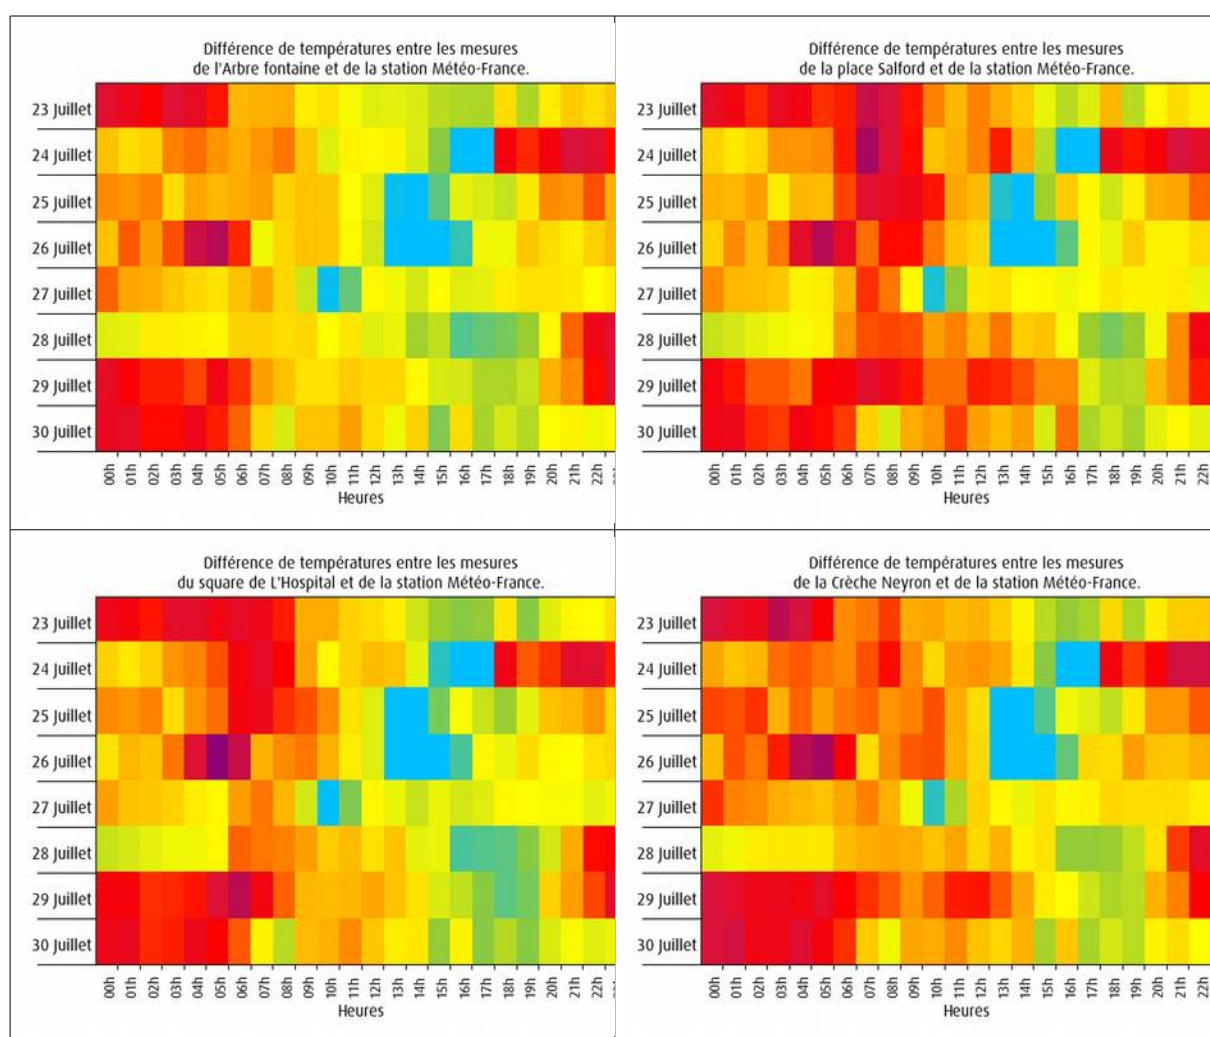 Différence de températures entre les mesures
de l'Arbre fontaine et de la station Météo-France.
23 Juillet
24 Juillet
25 Juillet
26 Juillet
27 Juillet
28 Juillet
29 Juillet
30 Juillet
00h 01h 02h 03h 04h 05h 06h 07h 08h 09h 10h 11h 12h 13h 14h 15h 16h 17h 18h 19h 20h 21h 22h
Heures
Différence de températures entre les mesures
de la place Salford et de la station Météo-France.
23 Juillet
24 Juillet
25 Juillet
26 Juillet
27 Juillet
28 Juillet
29 Juillet
30 Juillet
00h 01h 02h 03h 04h 05h 06h 07h 08h 09h 10h 11h 12h 13h 14h 15h 16h 17h 18h 19h 20h 21h 22h
Heures
Différence de températures entre les mesures
du square de L'Hospital et de la station Météo-France.
23 Juillet
24 Juillet
25 Juillet
26 Juillet
27 Juillet
28 Juillet
29 Juillet
30 Juillet
00h 01h 02h 03h 04h 05h 06h 07h 08h 09h 10h 11h 12h 13h 14h 15h 16h 17h 18h 19h 20h 21h 22h
Heures
Différence de températures entre les mesures
de la Crèche Neyron et de la station Météo-France.
23 Juillet
24 Juillet
25 Juillet
26 Juillet
27 Juillet
28 Juillet
29 Juillet
30 Juillet
00h 01h 02h 03h 04h 05h 06h 07h 08h 09h 10h 11h 12h 13h 14h 15h 16h 17h 18h 19h 20h 21h 22h
Heures